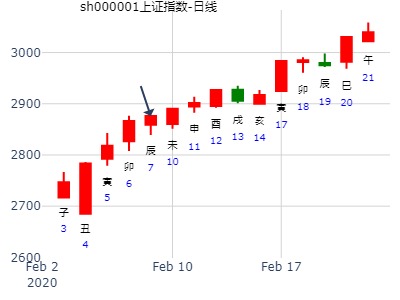 sh000001上证指数-日线
3000
2900
2800
2700
2600
子
3
丑
4
寅
5
卯
6
辰
7
未
10
申
11
酉
12
戌
13
亥
14
寅
17
卯
18
辰
19
巳
20
午
21
Feb 2
2020
Feb 10
Feb 17